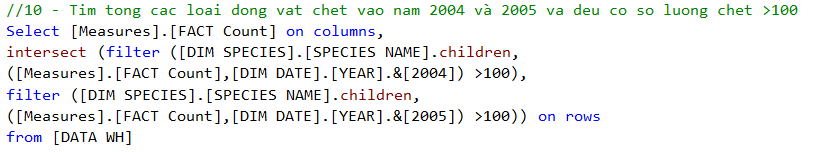 //10 - Tim tong cac loai dong vat chet vao nam 2004 và 2005 va deu co so luong chet >100
Select [Measures].[FACT Count] on columns,
intersect (filter ([DIM SPECIES].[SPECIES NAME].children,
([Measures].[FACT Count],[DIM DATE].[YEAR].&[2004]) >100),
filter ([DIM SPECIES].[SPECIES NAME].children,
([Measures].[FACT Count],[DIM DATE].[YEAR].&[2005]) >100)) on rows
from [DATA WH]